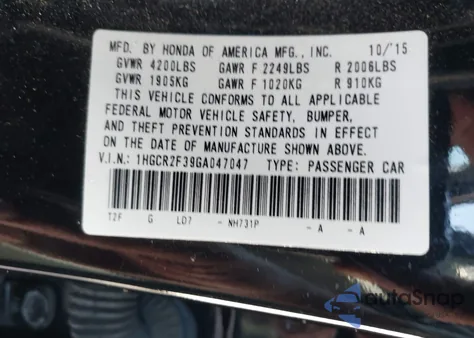 MFD. BY HONDA OF AMERICA MFG., INC. 10/15
GVWR 4200LBS GAWR F 2249LBS R 2006LBS
GVWR 1905KG GAWR F 1020KG R 910KG
THIS VEHICLE CONFORMS TO ALL APPLICABLE
FEDERAL MOTOR VEHICLE SAFETY, BUMPER,
AND THEFT PREVENTION STANDARDS IN EFFECT
ON THE DATE OF MANUFACTURE SHOWN ABOVE.
V.I.N.: 1HGCR2F39GA047047 TYPE: PASSENGER CAR
T2F G LD7 - NH731P - A - A
autoSnap